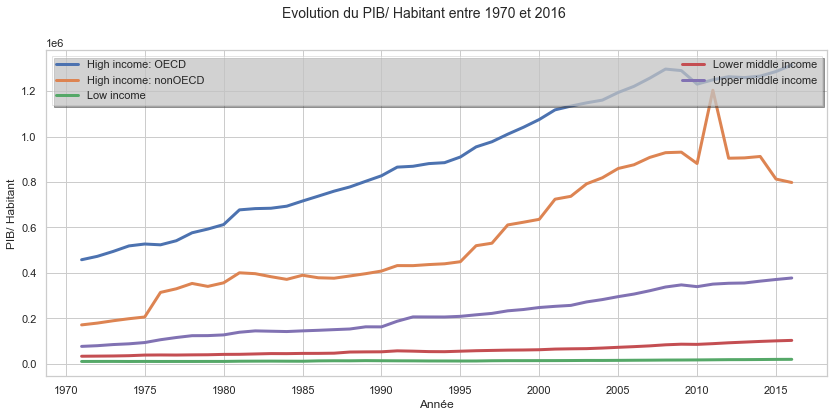 Evolution du PIB/ Habitant entre 1970 et 2016
1e6
High income: OECD
High income: nonOECD
Low income
Lower middle income
Upper middle income
1.2
1.0
0.8
0.6
0.4
0.2
0.0
PIB/ Habitant
1970 1975 1980 1985 1990 1995 2000 2005 2010 2015
Année